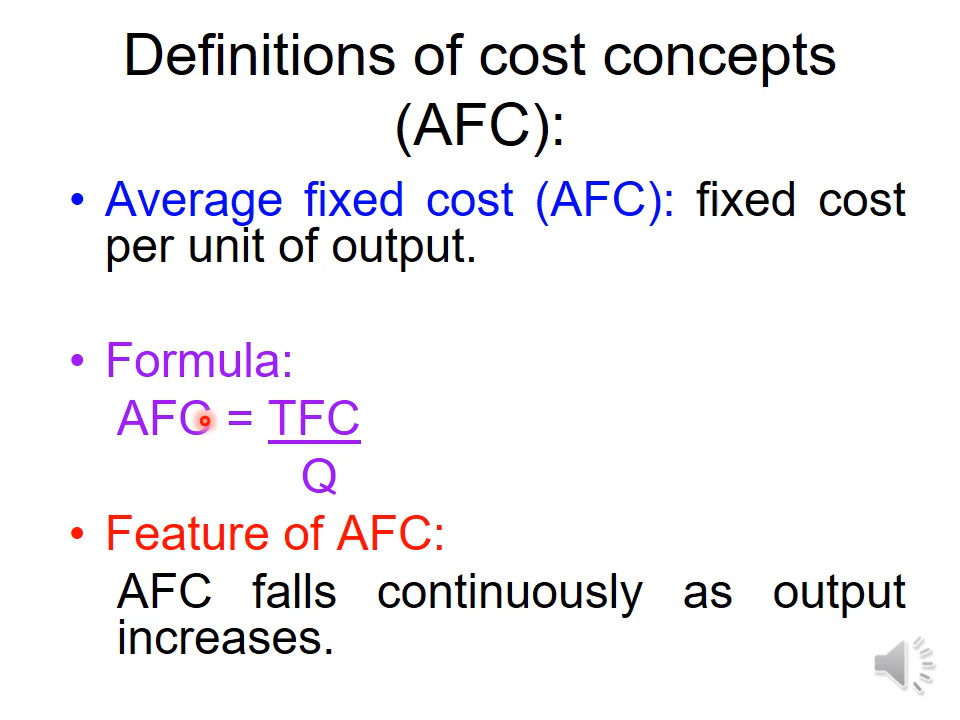 Definitions of cost concepts
(AFC):
• Average fixed cost (AFC): fixed cost
per unit of output.
• Formula:
AFC = TFC
Q
• Feature of AFC:
AFC falls continuously as output
increases.